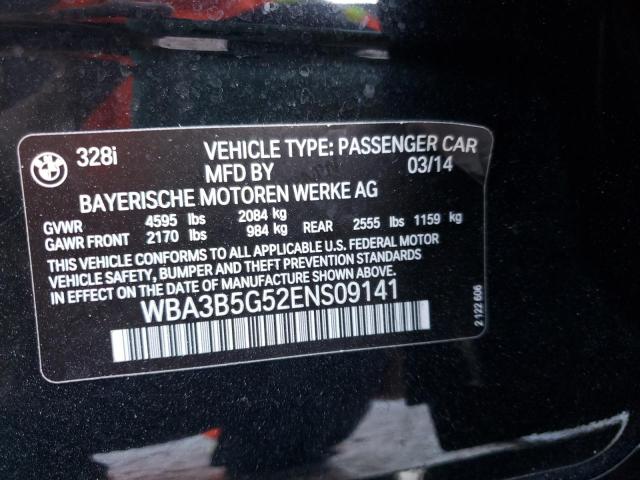 328i VEHICLE TYPE: PASSENGER CAR
MFD BY 03/14
BAYERISCHE MOTOREN WERKE AG
GVWR 4595 lbs 2084 kg
GAWR FRONT 2170 lbs 984 kg REAR 2555 lbs 1159 kg
THIS VEHICLE CONFORMS TO ALL APPLICABLE U.S. FEDERAL MOTOR
VEHICLE SAFETY, BUMPER AND THEFT PREVENTION STANDARDS
IN EFFECT ON THE DATE OF MANUFACTURE SHOWN ABOVE.
WBA3B5G52ENS09141
2 122 606